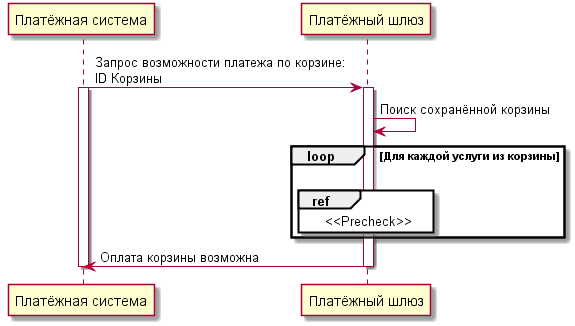 Платёжная система
Платёжный шлюз
Запрос возможности платежа по корзине:
ID Корзины
Поиск сохранённой корзины
loop
[Для каждой услуги из корзины]
ref
<<Precheck>>
Оплата корзины возможна
Платёжная система
Платёжный шлюз